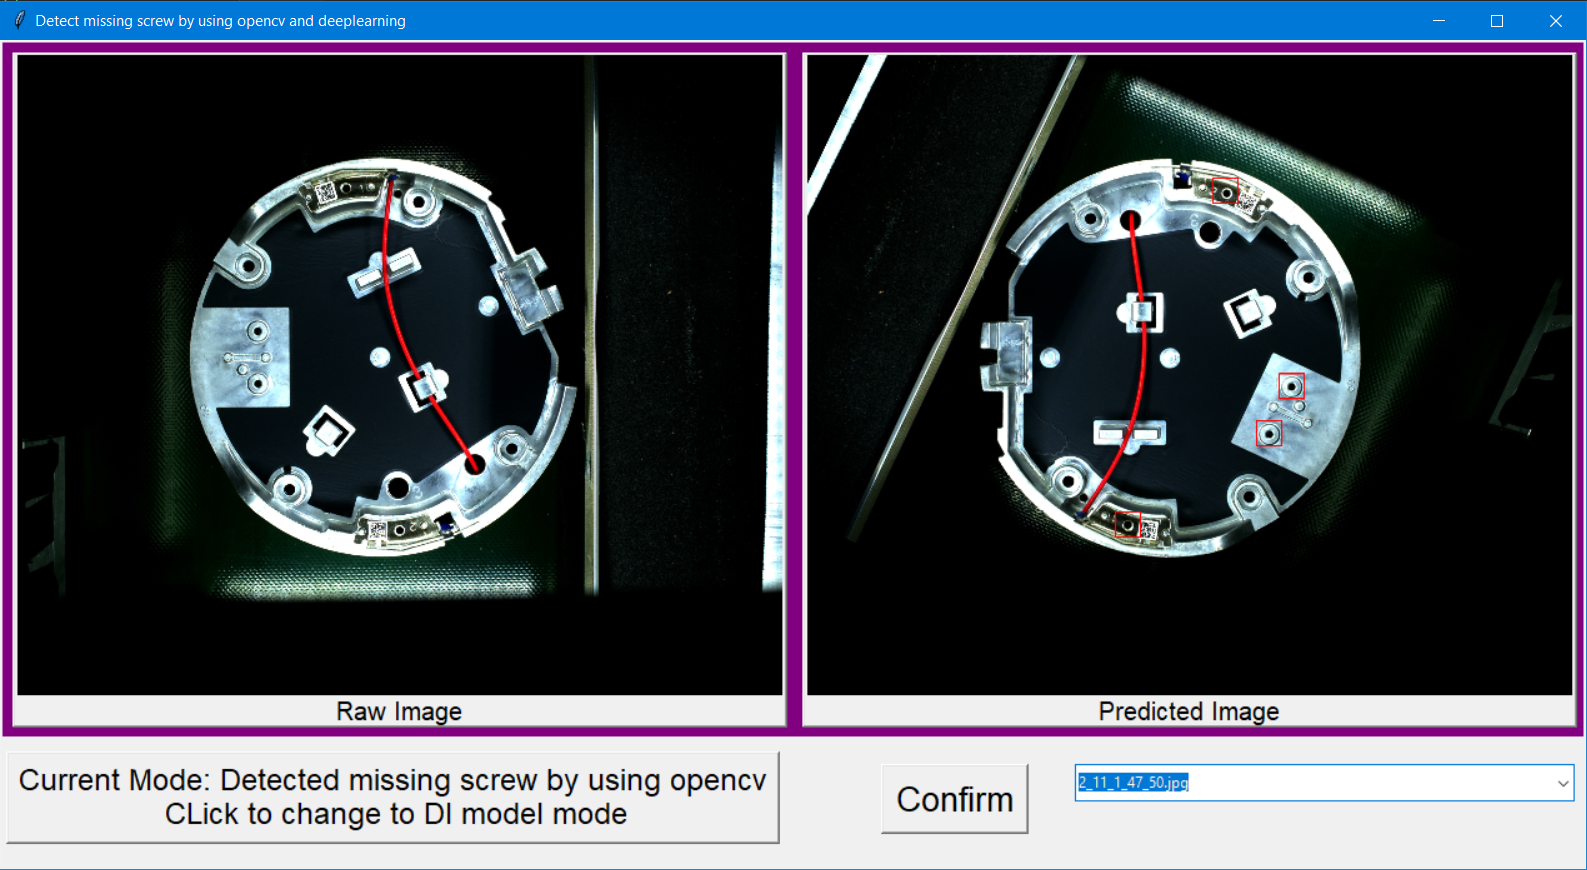 Detect missing screw by using opencv and deeplearning
Raw Image
Predicted Image
Current Mode: Detected missing screw by using opencv
CLick to change to Dl model mode
Confirm
2_11_1_47_50.jpg